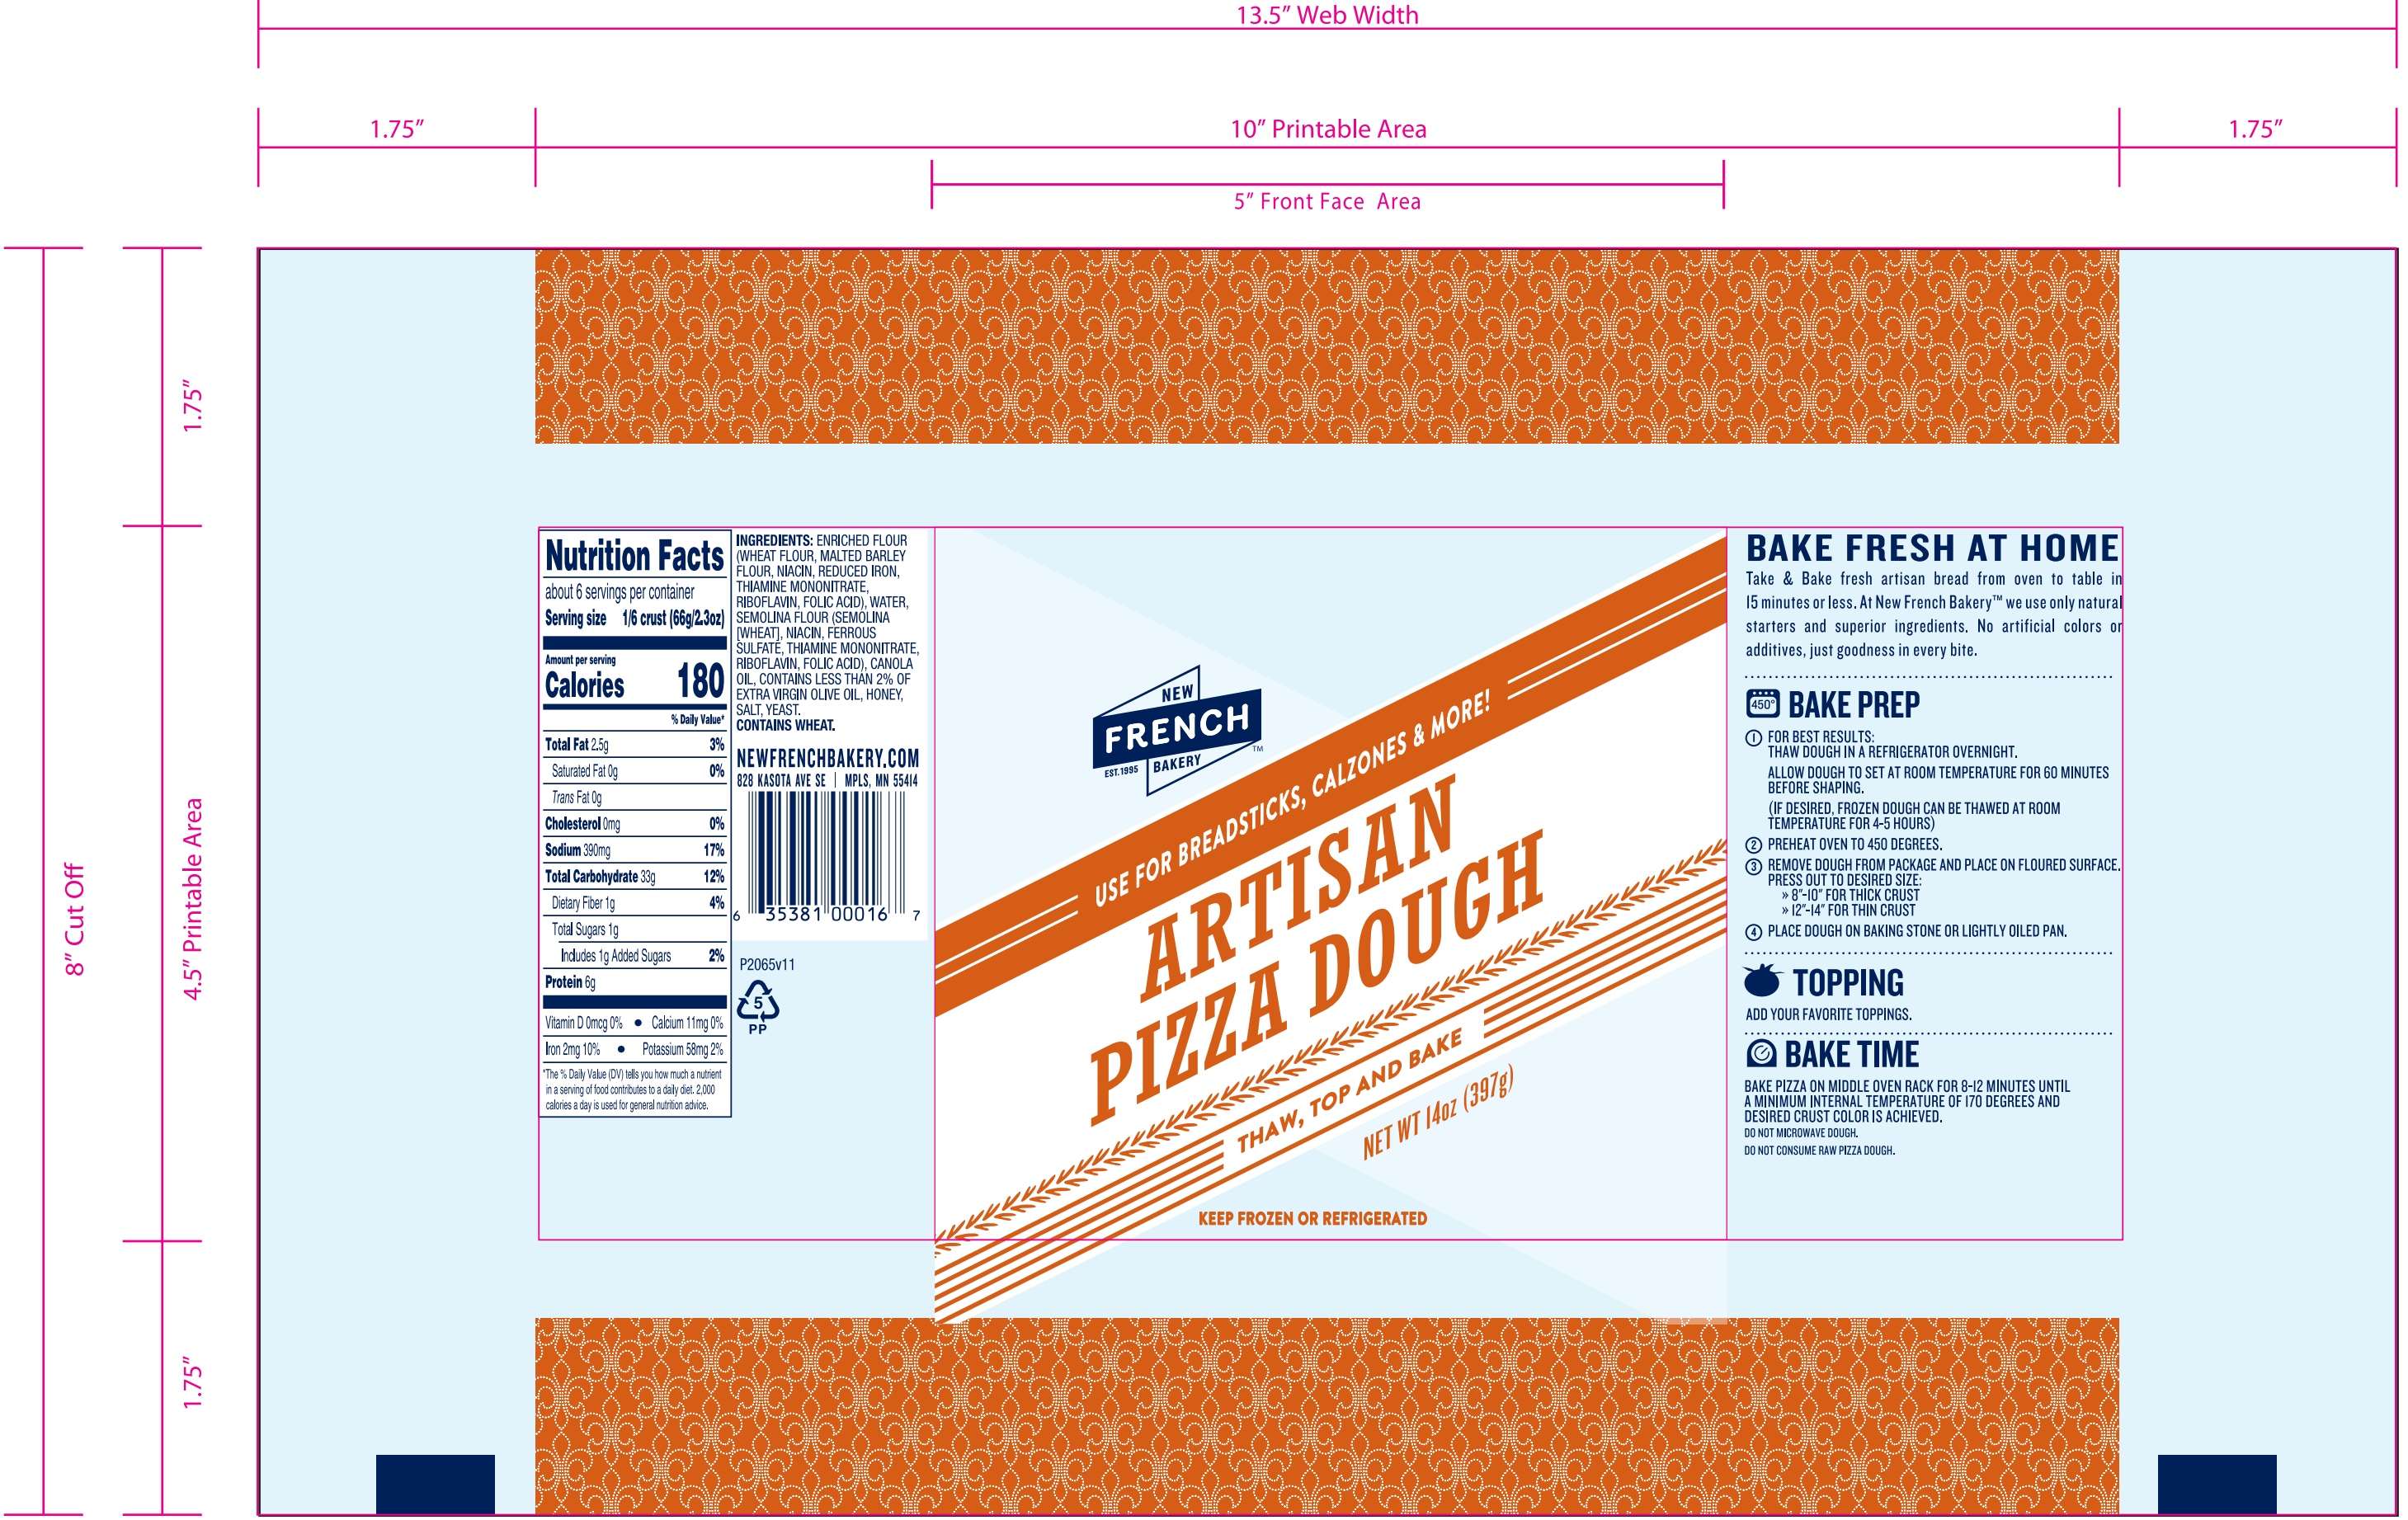 13.5” Web Width
1.75”
10” Printable Area
1.75”
5” Front Face Area
8” Cut Off
1.75”
4.5” Printable Area
1.75”
Nutrition Facts
about 6 servings per container
Serving size 1/6 crust (66g/2.3oz)
Amount per serving
Calories 180
% Daily Value*
Total Fat 2.5g 3%
Saturated Fat 0g 0%
Trans Fat 0g
Cholesterol 0mg 0%
Sodium 390mg 17%
Total Carbohydrate 33g 12%
Dietary Fiber 1g 4%
Total Sugars 1g
Includes 1g Added Sugars 2%
Protein 6g
Vitamin D 0mcg 0% • Calcium 11mg 0%
Iron 2mg 10% • Potassium 58mg 2%
*The % Daily Value (DV) tells you how much a nutrient
in a serving of food contributes to a daily diet. 2,000
calories a day is used for general nutrition advice.
INGREDIENTS: ENRICHED FLOUR
(WHEAT FLOUR, MALTED BARLEY
FLOUR, NIACIN, REDUCED IRON,
THIAMINE MONONITRATE,
RIBOFLAVIN, FOLIC ACID), WATER,
SEMOLINA FLOUR (SEMOLINA
[WHEAT], NIACIN, FERROUS
SULFATE, THIAMINE MONONITRATE,
RIBOFLAVIN, FOLIC ACID), CANOLA
OIL, CONTAINS LESS THAN 2% OF
EXTRA VIRGIN OLIVE OIL, HONEY,
SALT, YEAST.
CONTAINS WHEAT.
NEWFRENCHBAKERY.COM
828 KASOTA AVE SE | MPLS, MN 55414
6 35381 00016 7
P2065v11
5
PP
NEW
FRENCH
EST.1995 BAKERY ™
USE FOR BREADSTICKS, CALZONES & MORE!
ARTISAN
PIZZA DOUGH
THAW, TOP AND BAKE
NET WT 14oz (397g)
KEEP FROZEN OR REFRIGERATED
BAKE FRESH AT HOME
Take & Bake fresh artisan bread from oven to table in
15 minutes or less. At New French Bakery™ we use only natural
starters and superior ingredients. No artificial colors or
additives, just goodness in every bite.
450° BAKE PREP
1 FOR BEST RESULTS:
THAW DOUGH IN A REFRIGERATOR OVERNIGHT.
ALLOW DOUGH TO SET AT ROOM TEMPERATURE FOR 60 MINUTES
BEFORE SHAPING.
(IF DESIRED, FROZEN DOUGH CAN BE THAWED AT ROOM
TEMPERATURE FOR 4-5 HOURS)
2 PREHEAT OVEN TO 450 DEGREES.
3 REMOVE DOUGH FROM PACKAGE AND PLACE ON FLOURED SURFACE.
PRESS OUT TO DESIRED SIZE:
» 8”-10” FOR THICK CRUST
» 12”-14” FOR THIN CRUST
4 PLACE DOUGH ON BAKING STONE OR LIGHTLY OILED PAN.
TOPPING
ADD YOUR FAVORITE TOPPINGS.
BAKE TIME
BAKE PIZZA ON MIDDLE OVEN RACK FOR 8-12 MINUTES UNTIL
A MINIMUM INTERNAL TEMPERATURE OF 170 DEGREES AND
DESIRED CRUST COLOR IS ACHIEVED.
DO NOT MICROWAVE DOUGH.
DO NOT CONSUME RAW PIZZA DOUGH.